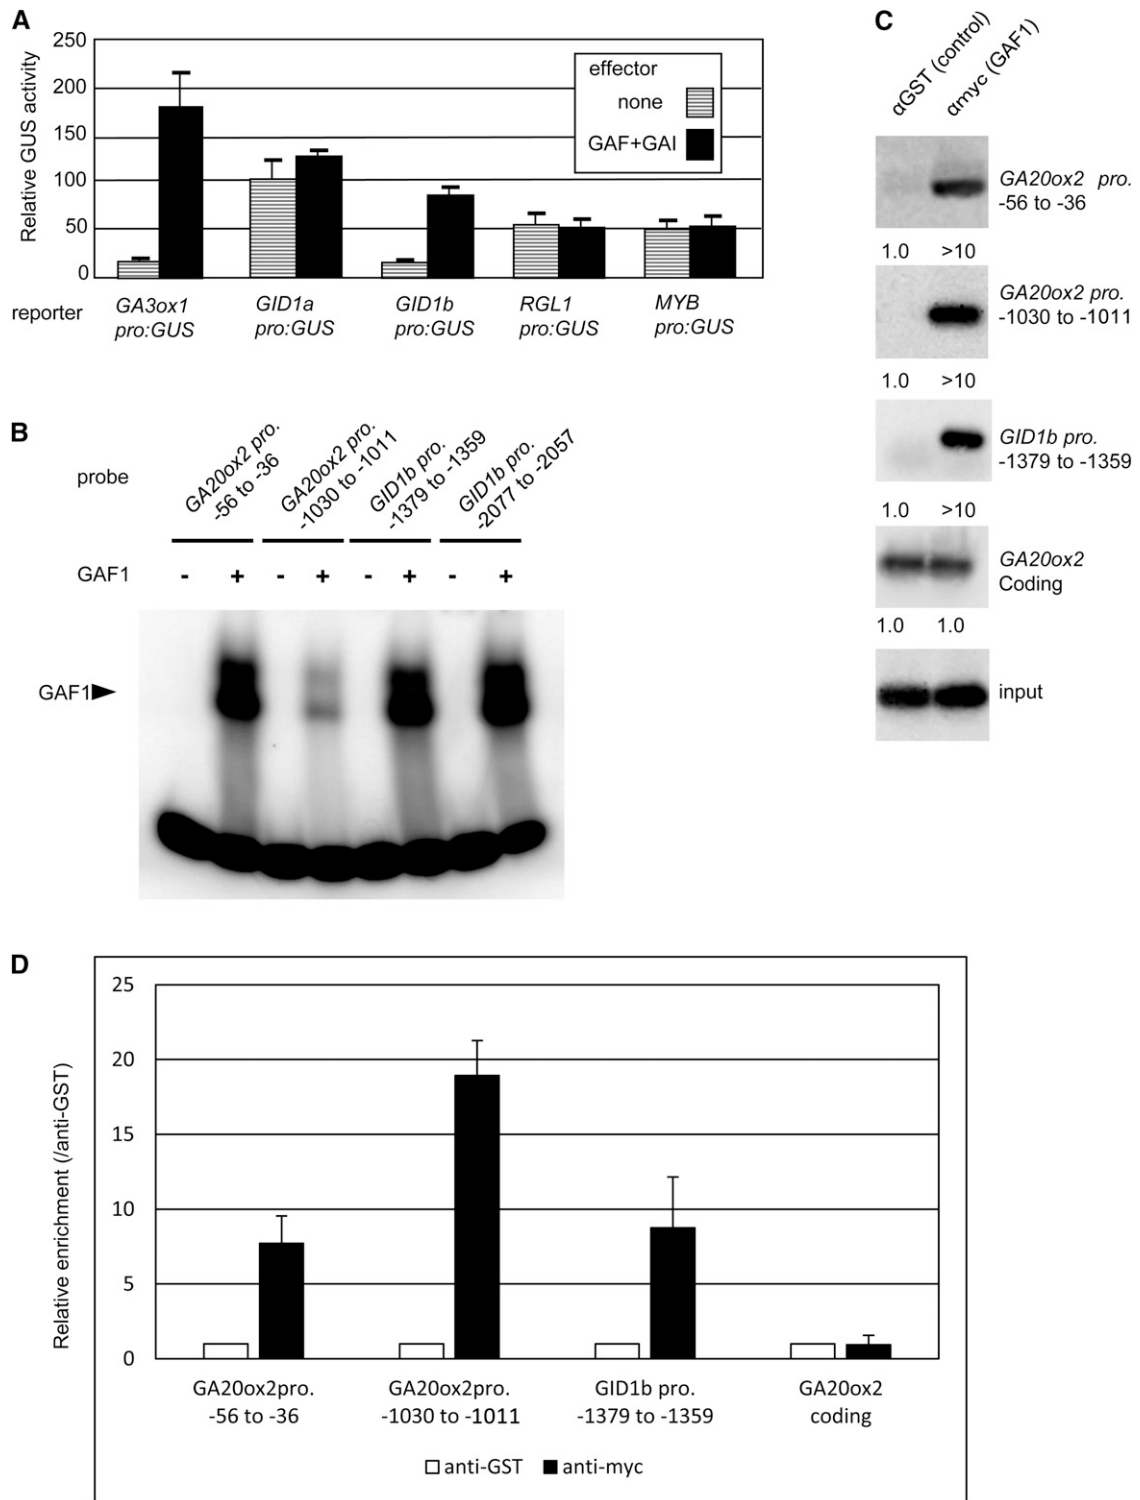 A
250
200
150
100
50
0
Relative GUS activity
effector
none
GAF+GAI
reporter
GA3ox1
pro:GUS
GID1a
pro:GUS
GID1b
pro:GUS
RGL1
pro:GUS
MYB
pro:GUS
B
probe
GA20ox2 pro.
-56 to -36
GA20ox2 pro.
-1030 to -1011
GID1b pro.
-1379 to -1359
GID1b pro.
-2077 to -2057
GAF1
- + - + - + - +
GAF1
C
αGST (control)
αmyc (GAF1)
GA20ox2 pro.
-56 to -36
1.0 >10
GA20ox2 pro.
-1030 to -1011
1.0 >10
GID1b pro.
-1379 to -1359
1.0 >10
GA20ox2
Coding
1.0 1.0
input
D
25
20
15
10
5
0
Relative enrichment (/anti-GST)
GA20ox2pro.
-56 to -36
GA20ox2pro.
-1030 to -1011
GID1b pro.
-1379 to -1359
GA20ox2
coding
anti-GST anti-myc